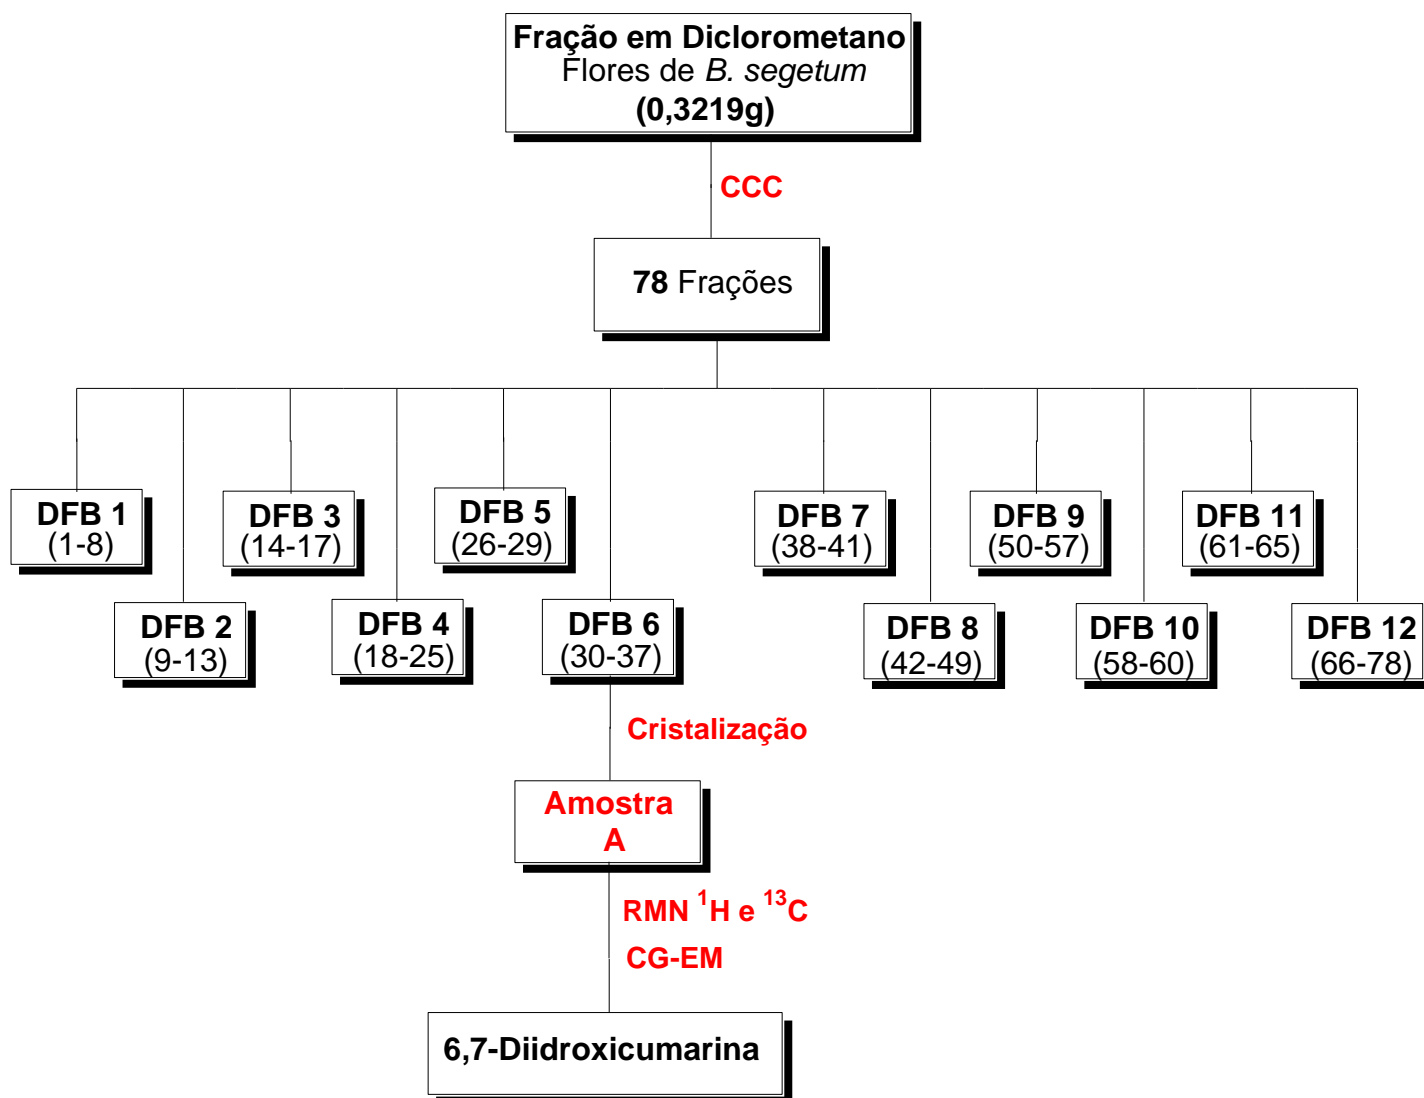 Fração em Diclorometano
Flores de B. segetum
(0,3219g)
CCC
78 Frações
DFB 1
(1-8)
DFB 2
(9-13)
DFB 3
(14-17)
DFB 4
(18-25)
DFB 5
(26-29)
DFB 6
(30-37)
DFB 7
(38-41)
DFB 8
(42-49)
DFB 9
(50-57)
DFB 10
(58-60)
DFB 11
(61-65)
DFB 12
(66-78)
Cristalização
Amostra
A
RMN ¹H e ¹³C
CG-EM
6,7-Diidroxicumarina